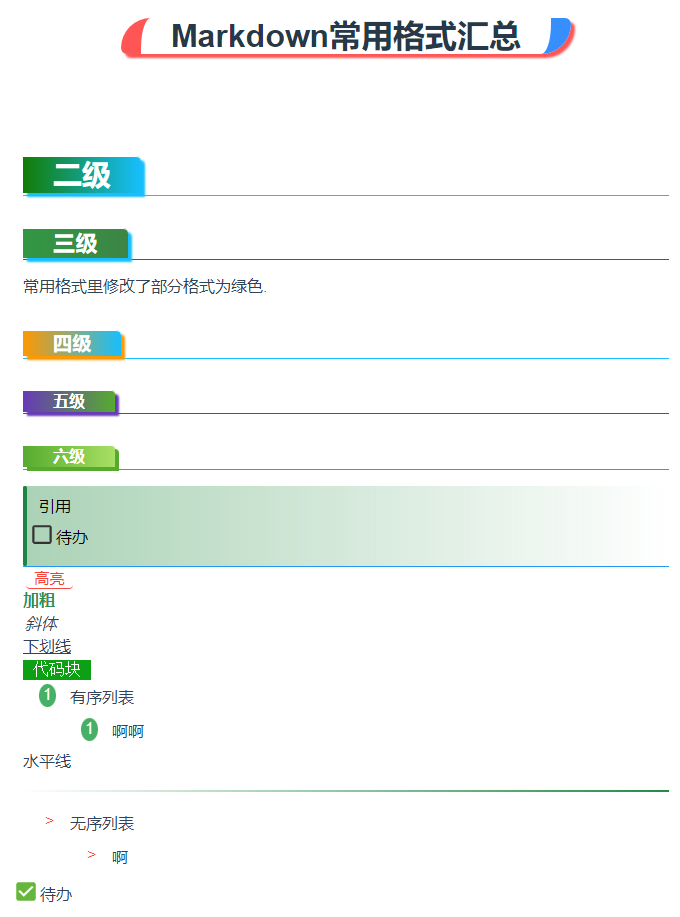 Markdown常用格式汇总
二级
三级
常用格式里修改了部分格式为绿色.
四级
五级
六级
引用
待办
高亮
加粗
斜体
下划线
代码块
1 有序列表
1 啊啊
水平线
> 无序列表
> 啊
待办